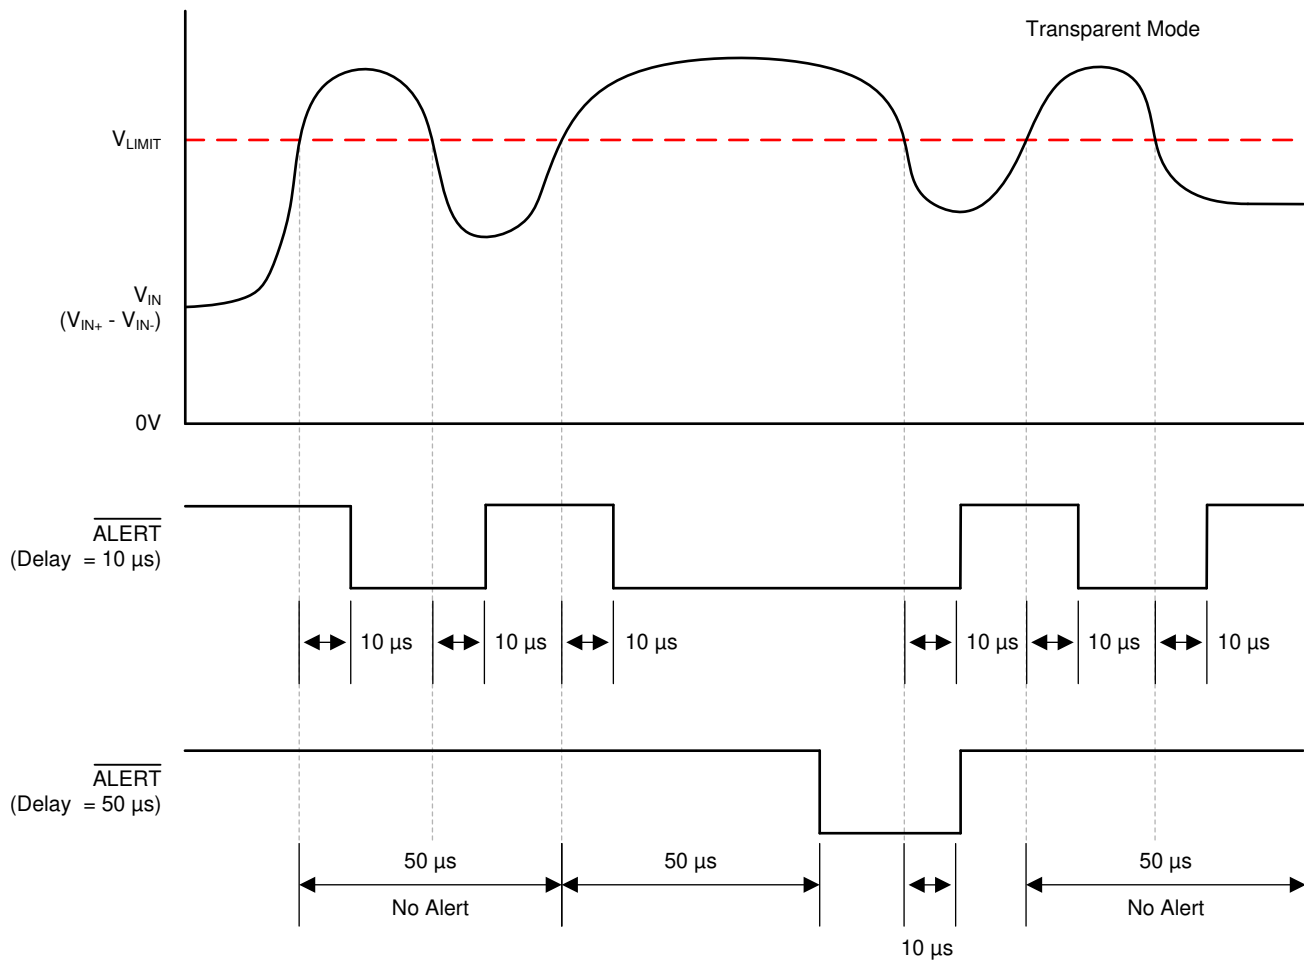 Transparent Mode
VLIMIT
VIN
(VIN+ - VIN-)
0V
ALERT
(Delay = 10 µs)
10 µs
10 µs
10 µs
10 µs
10 µs
10 µs
ALERT
(Delay = 50 µs)
50 µs
50 µs
50 µs
No Alert
No Alert
10 µs